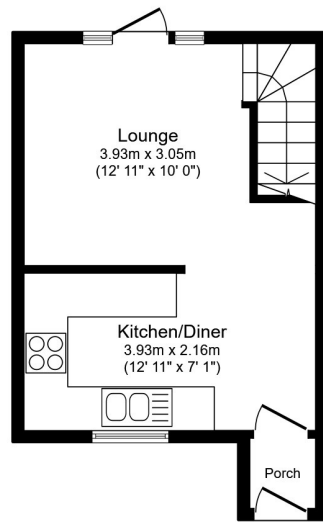 Lounge
3.93m x 3.05m
(12' 11" x 10' 0")
Kitchen/Diner
3.93m x 2.16m
(12' 11" x 7' 1")
Porch